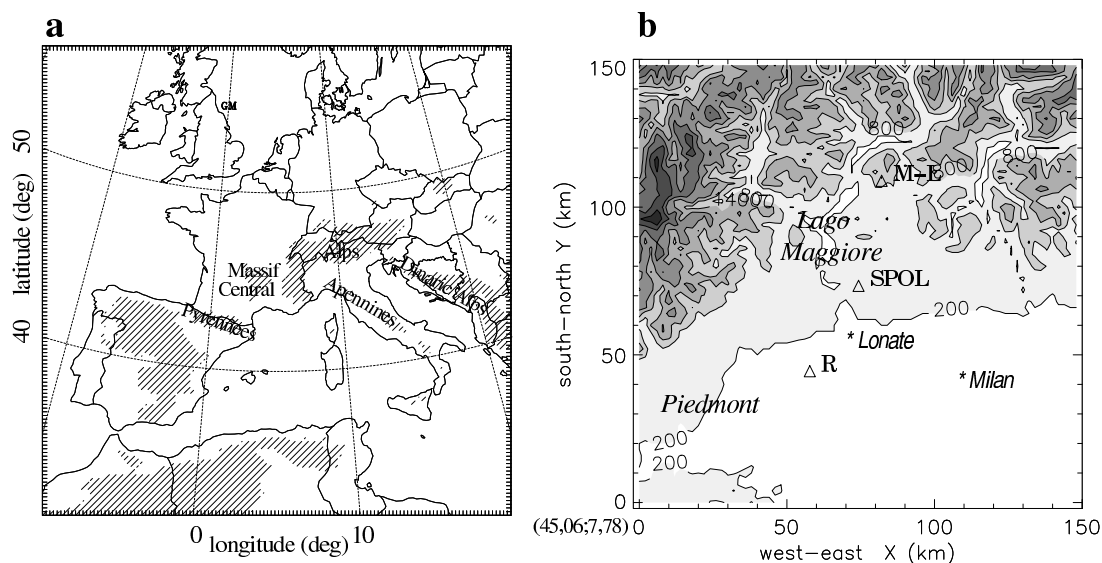 a
GM
50
latitude (deg)
40
Alps
Massif
Central
Dinaric Alps
Apennines
Pyrennees
0
longitude (deg)
10
b
150
100
50
0
south-north Y (km)
800
800
M-L
+4000
Lago
Maggiore
SPOL
200
* Lonate
R
* Milan
Piedmont
200
200
(45,06;7,78)
0
50
100
150
west-east X (km)